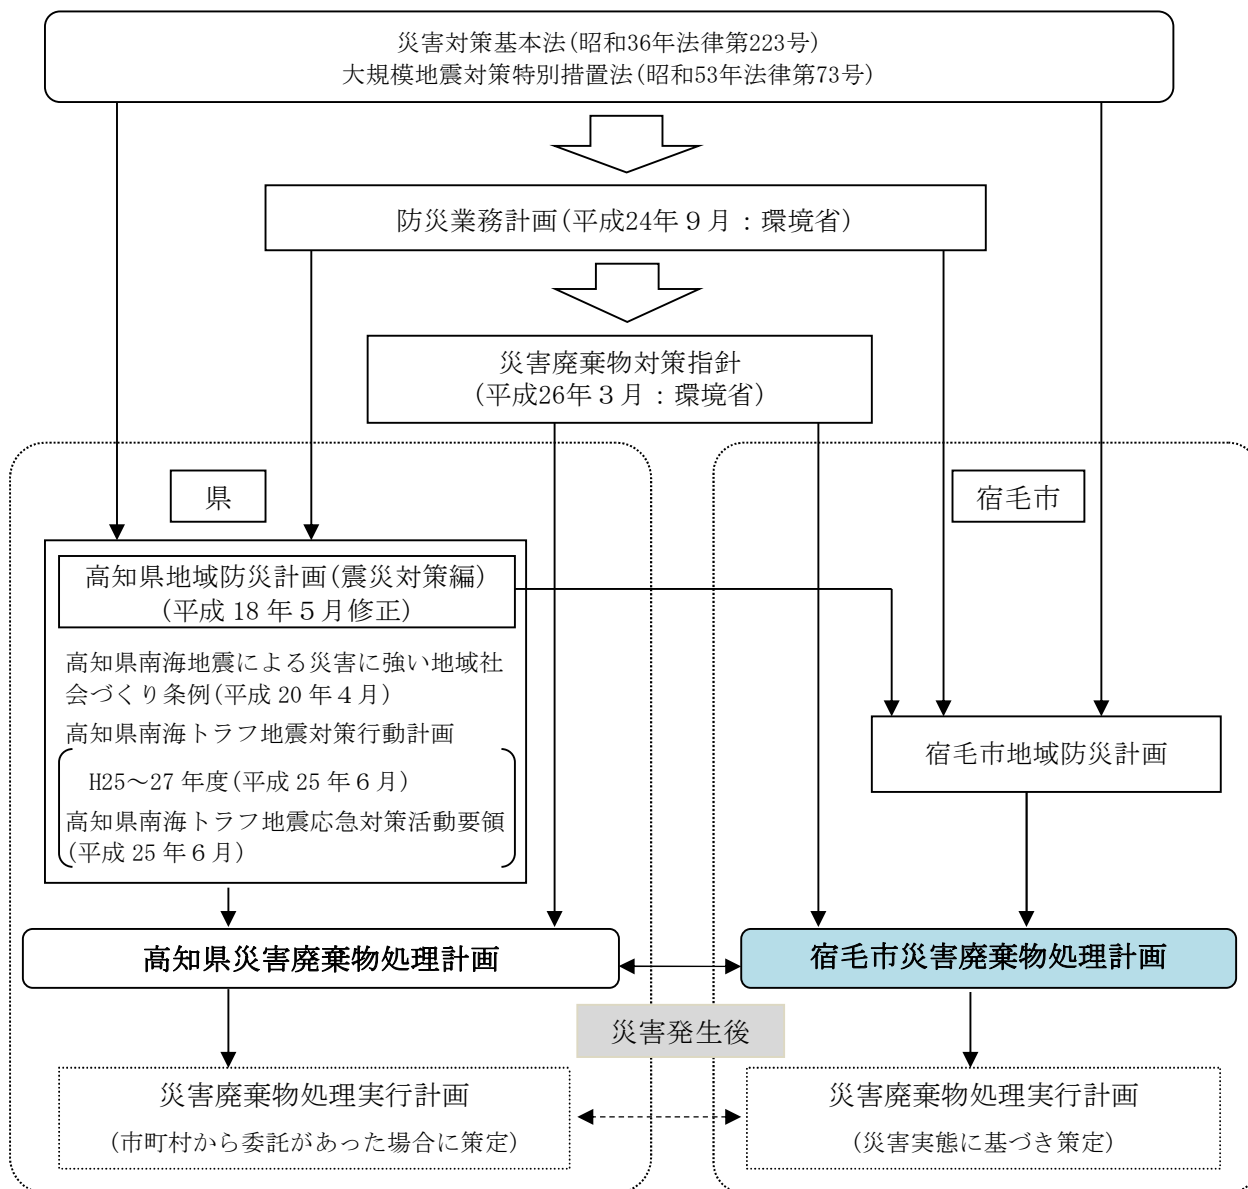 災害対策基本法(昭和36年法律第223号)
大規模地震対策特別措置法(昭和53年法律第73号)
防災業務計画(平成24年９月：環境省)
災害廃棄物対策指針
(平成26年３月：環境省)
県
宿毛市
高知県地域防災計画(震災対策編)
(平成 18 年５月修正)
高知県南海地震による災害に強い地域社
会づくり条例(平成 20 年４月)
高知県南海トラフ地震対策行動計画
H25～27 年度(平成 25 年６月)
高知県南海トラフ地震応急対策活動要領
(平成 25 年６月)
宿毛市地域防災計画
高知県災害廃棄物処理計画
宿毛市災害廃棄物処理計画
災害発生後
災害廃棄物処理実行計画
(市町村から委託があった場合に策定)
災害廃棄物処理実行計画
(災害実態に基づき策定)